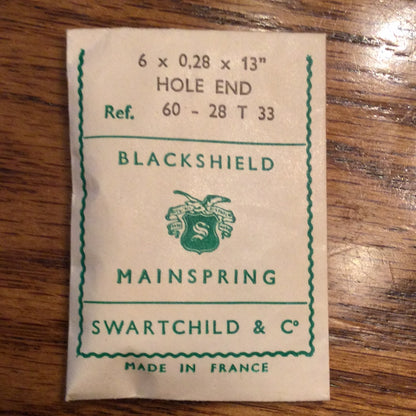 6 x 0,28 x 13"
HOLE END
Ref. 60 - 28 T 33
BLACKSHIELD
S
MAINSPRING
SWARTCHILD & Cº
MADE IN FRANCE